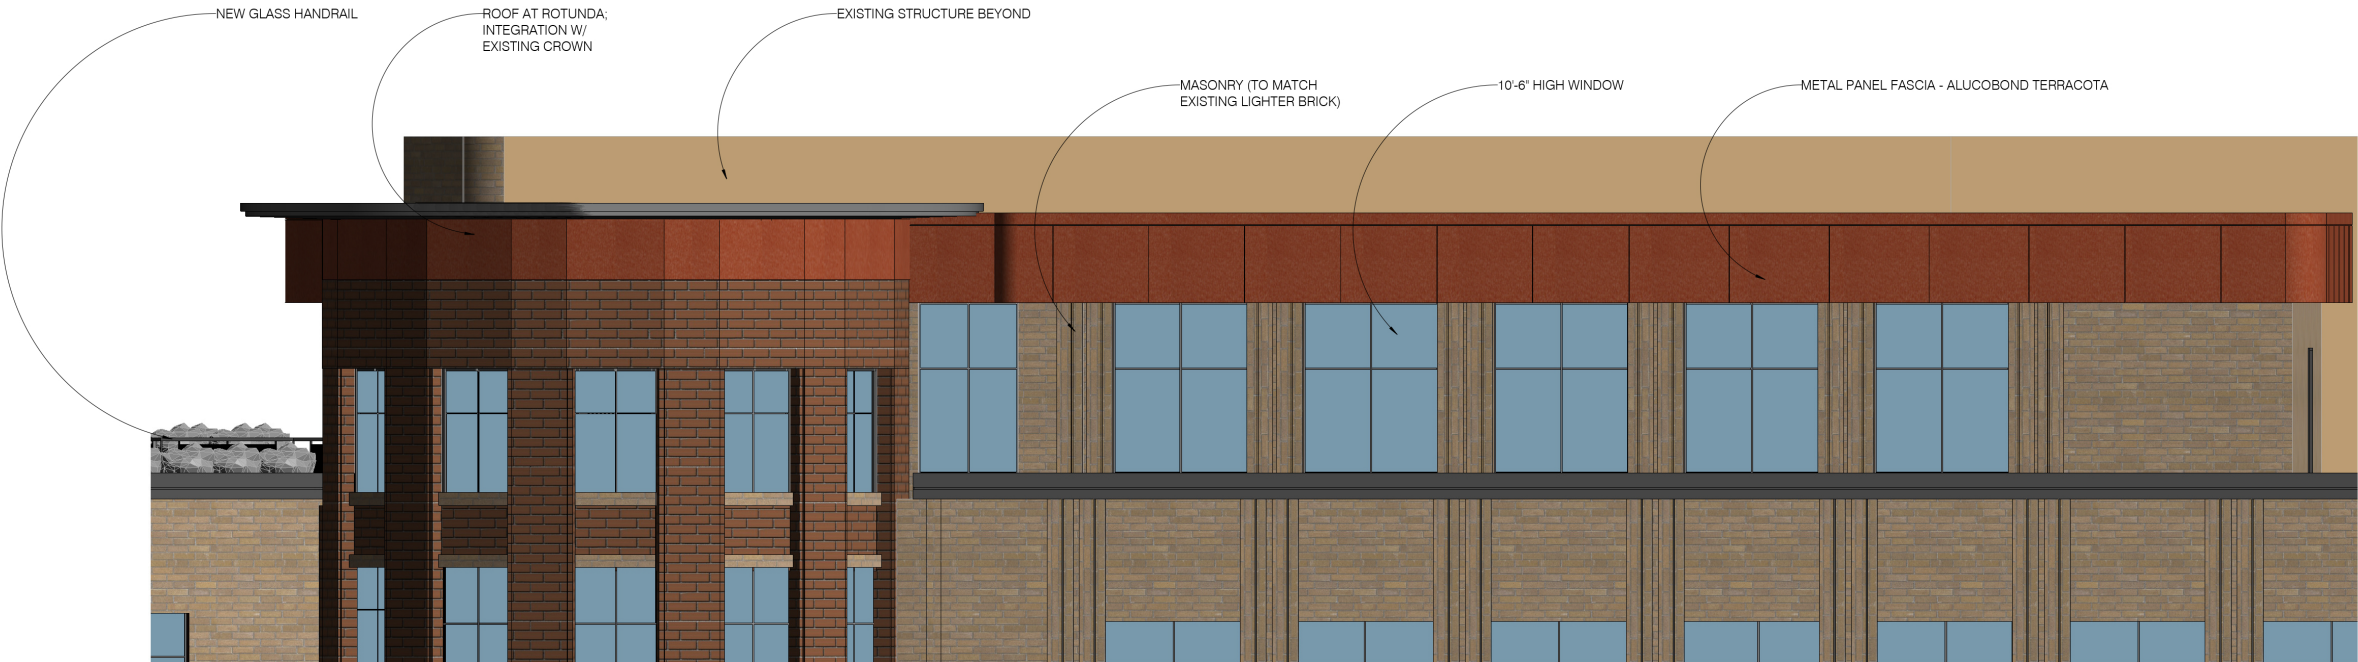 NEW GLASS HANDRAIL
ROOF AT ROTUNDA;
INTEGRATION W/
EXISTING CROWN
EXISTING STRUCTURE BEYOND
MASONRY (TO MATCH
EXISTING LIGHTER BRICK)
10'-6" HIGH WINDOW
METAL PANEL FASCIA - ALUCOBOND TERRACOTA